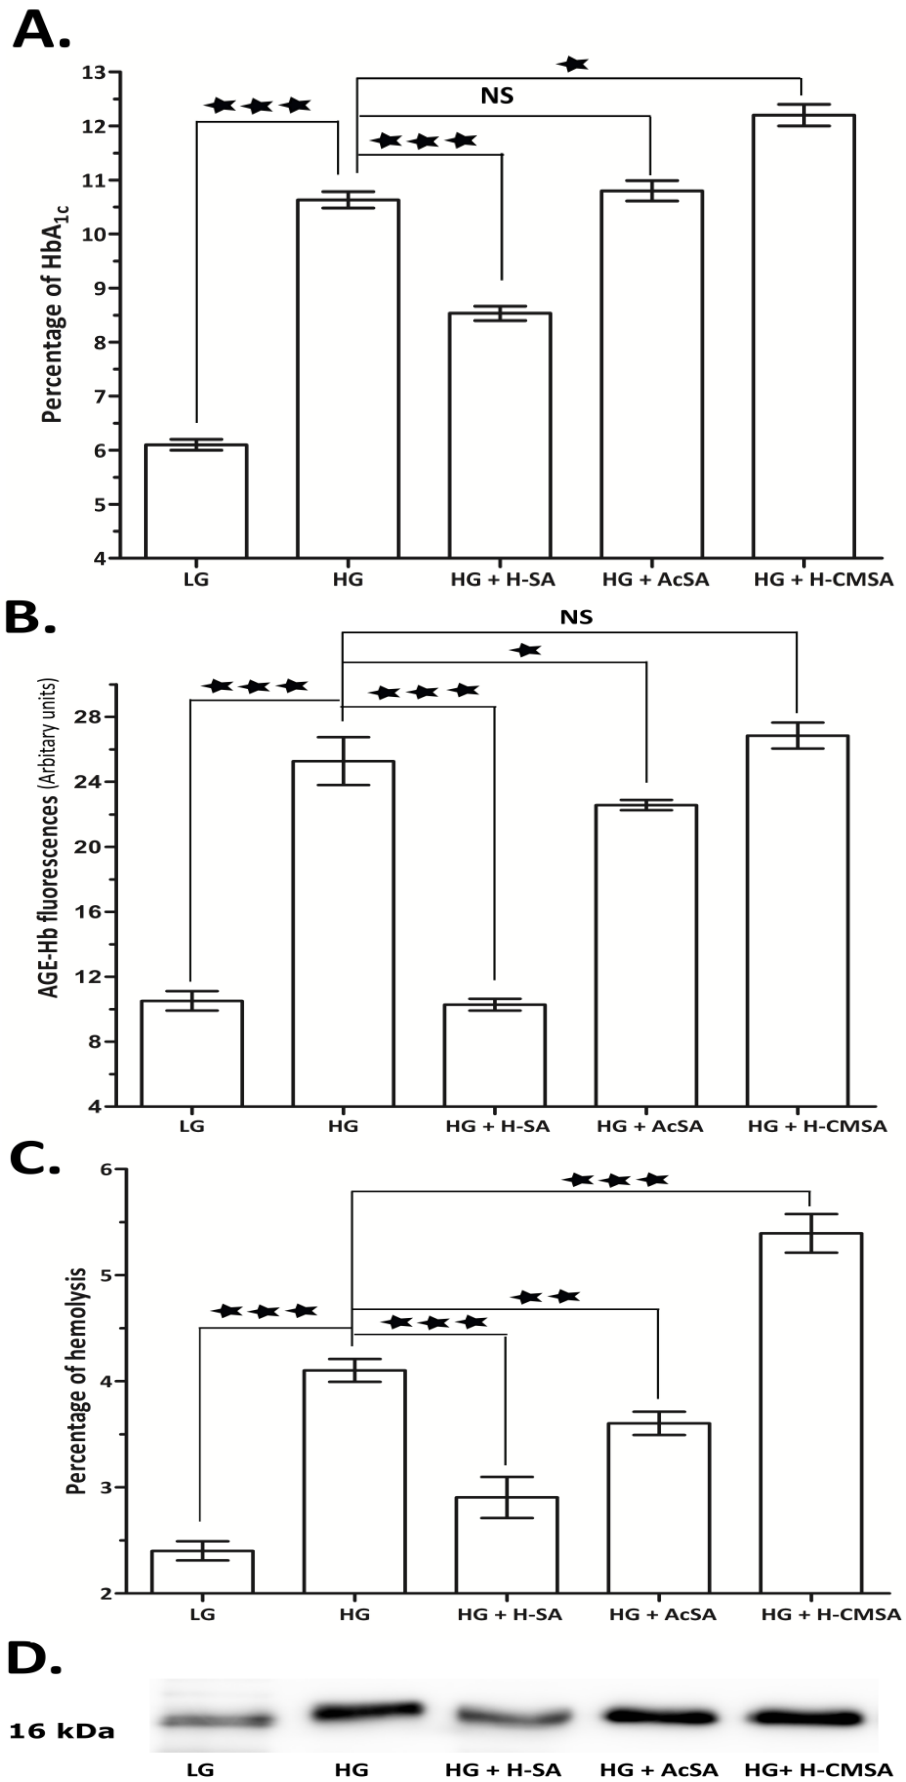 A.
Percentage of HbA1c
13
12
11
10
9
8
7
6
5
4
NS
LG HG HG + H-SA HG + AcSA HG + H-CMSA
B.
AGE-Hb fluorescences (Arbitary units)
28
24
20
16
12
8
4
NS
LG HG HG + H-SA HG + AcSA HG + H-CMSA
C.
Percentage of hemolysis
6
5
4
3
2
LG HG HG + H-SA HG + AcSA HG + H-CMSA
D.
16 kDa
LG HG HG + H-SA HG + AcSA HG+ H-CMSA